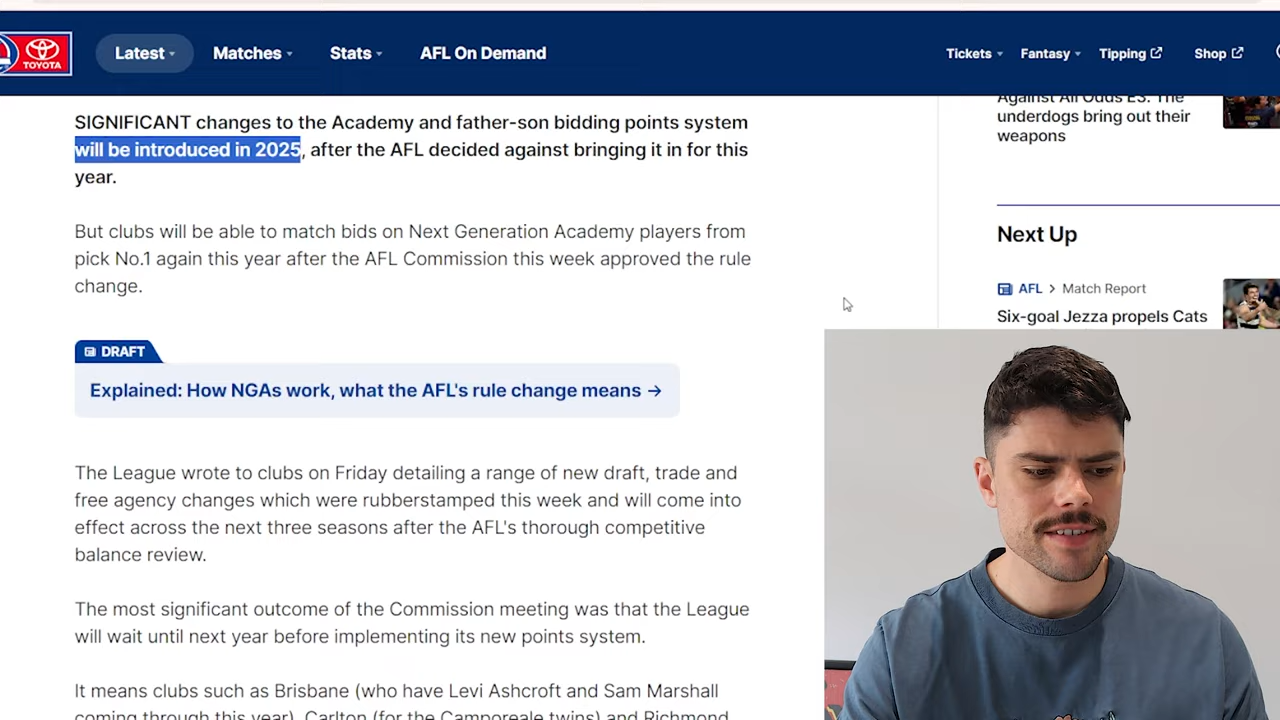 TOYOTA
Latest
Matches
Stats
AFL On Demand
Tickets
Fantasy
Tipping
Shop
SIGNIFICANT changes to the Academy and father-son bidding points system
will be introduced in 2025, after the AFL decided against bringing it in for this
year.
But clubs will be able to match bids on Next Generation Academy players from
pick No.1 again this year after the AFL Commission this week approved the rule
change.
DRAFT
Explained: How NGAs work, what the AFL's rule change means →
The League wrote to clubs on Friday detailing a range of new draft, trade and
free agency changes which were rubberstamped this week and will come into
effect across the next three seasons after the AFL's thorough competitive
balance review.
The most significant outcome of the Commission meeting was that the League
will wait until next year before implementing its new points system.
It means clubs such as Brisbane (who have Levi Ashcroft and Sam Marshall
coming through this year), Carlton (for the Camporeale twins) and Richmond
Against All Odds E3: The
underdogs bring out their
weapons
Next Up
AFL > Match Report
Six-goal Jezza propels Cats